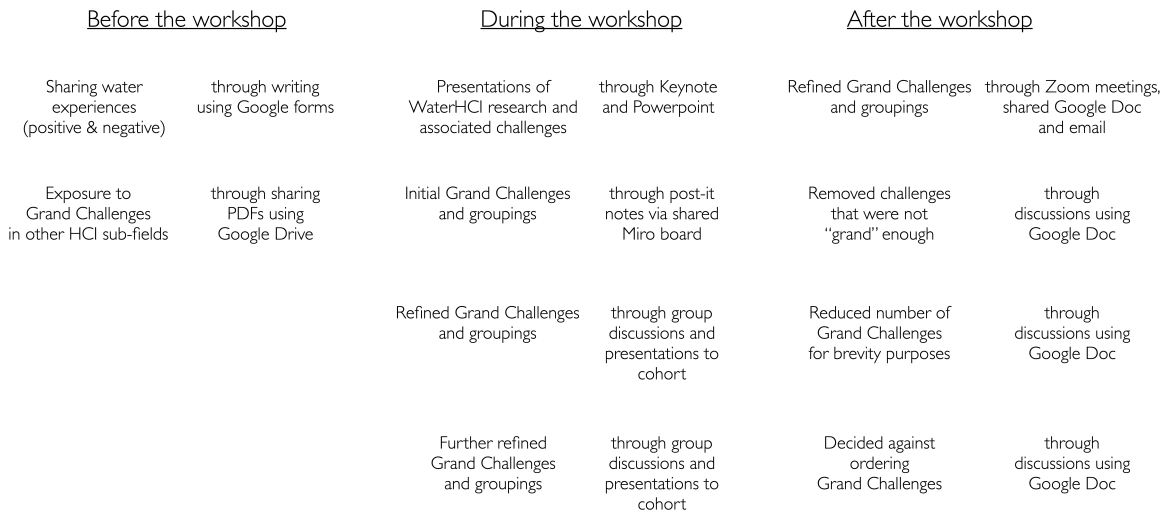 Before the workshop
During the workshop
After the workshop
Sharing water
experiences
(positive & negative)
through writing
using Google forms
Presentations of
WaterHCI research and
associated challenges
through Keynote
and Powerpoint
Refined Grand Challenges
and groupings
through Zoom meetings,
shared Google Doc
and email
Exposure to
Grand Challenges
in other HCI sub-fields
through sharing
PDFs using
Google Drive
Initial Grand Challenges
and groupings
through post-it
notes via shared
Miro board
Removed challenges
that were not
“grand” enough
through
discussions using
Google Doc
Refined Grand Challenges
and groupings
through group
discussions and
presentations to
cohort
Reduced number of
Grand Challenges
for brevity purposes
through
discussions using
Google Doc
Further refined
Grand Challenges
and groupings
through group
discussions and
presentations to
cohort
Decided against
ordering
Grand Challenges
through
discussions using
Google Doc